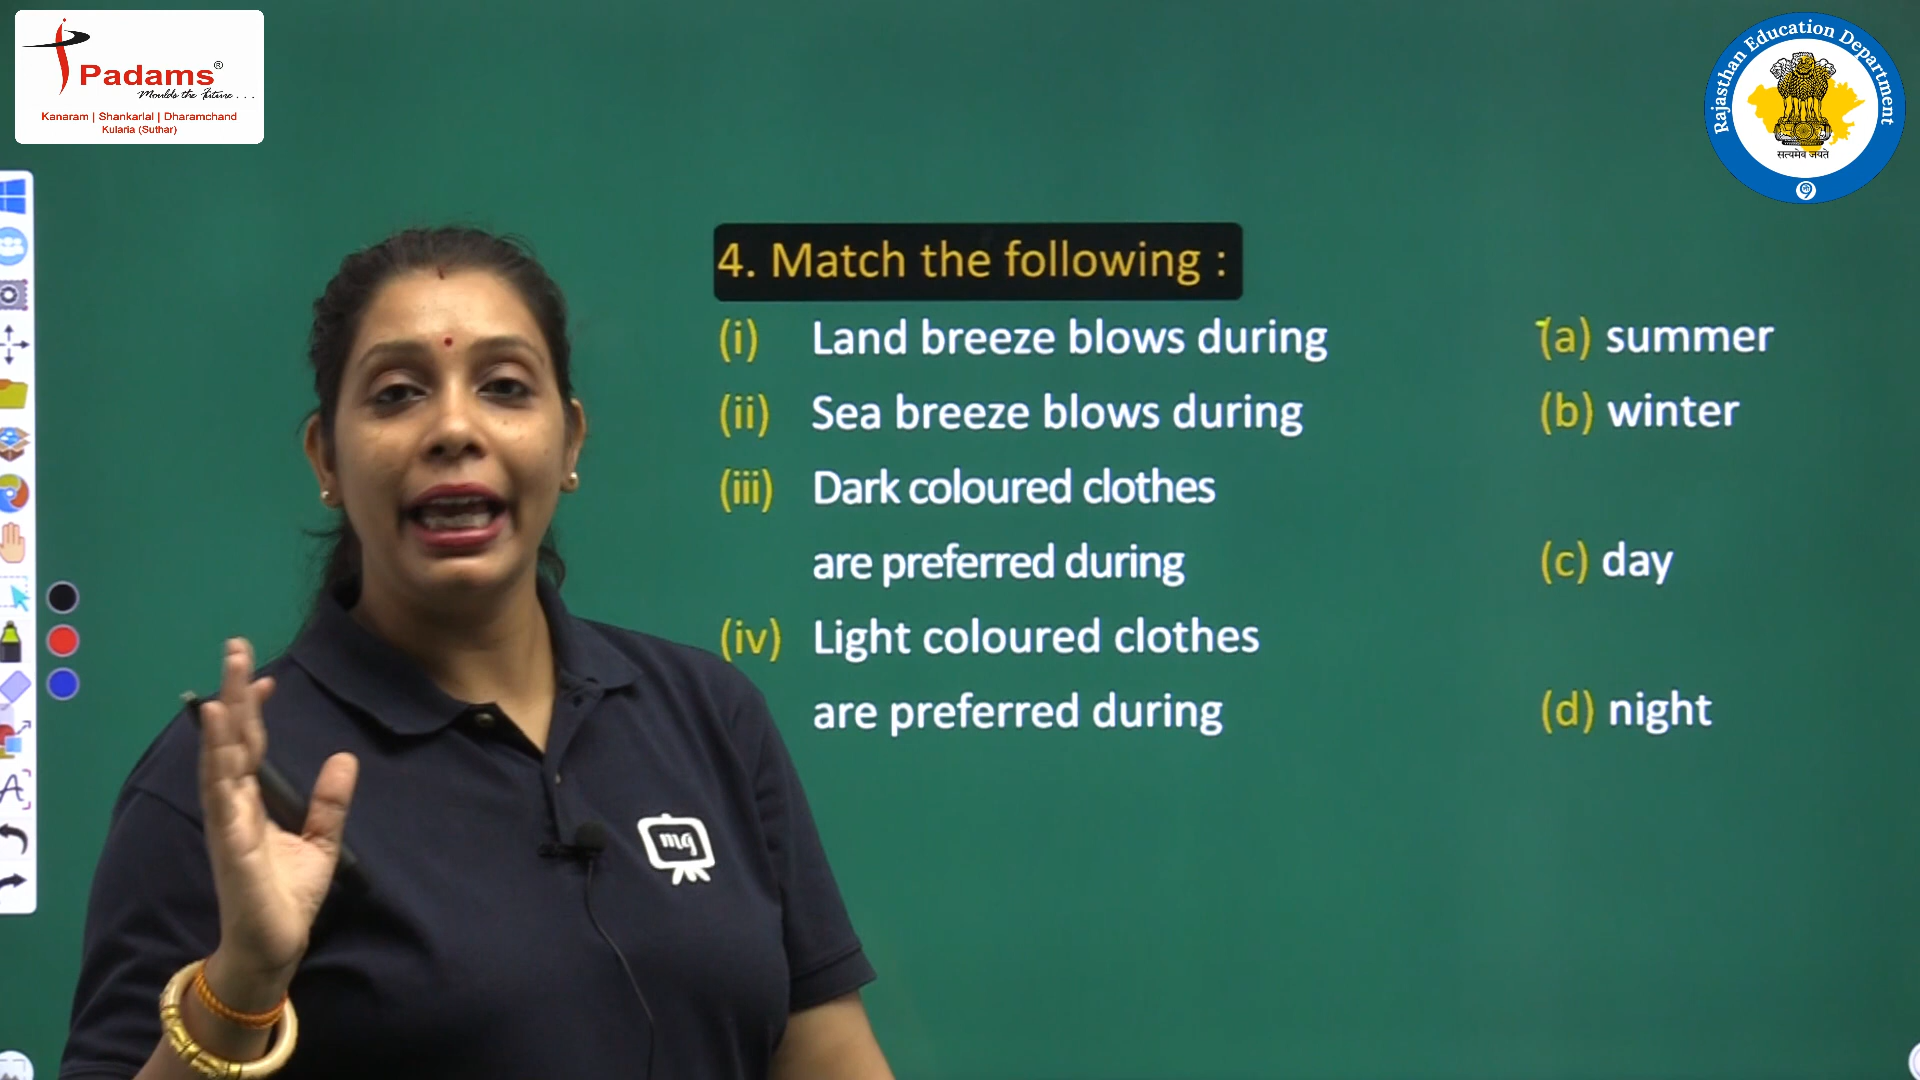 Padams®
Moulds the Future . . .
Kanaram | Shankarlal | Dharamchand
Kularia (Suthar)
Rajasthan Education Department
सत्यमेव जयते
4. Match the following :
(i) Land breeze blows during (a) summer
(ii) Sea breeze blows during (b) winter
(iii) Dark coloured clothes
are preferred during (c) day
(iv) Light coloured clothes
are preferred during (d) night
mg